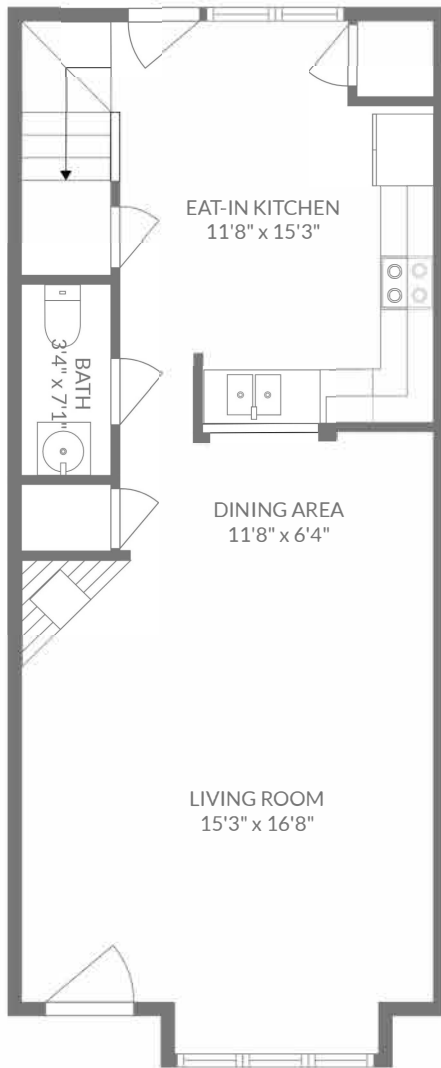 EAT-IN KITCHEN
11'8" x 15'3"
BATH
3'4" x 7'1"
DINING AREA
11'8" x 6'4"
LIVING ROOM
15'3" x 16'8"